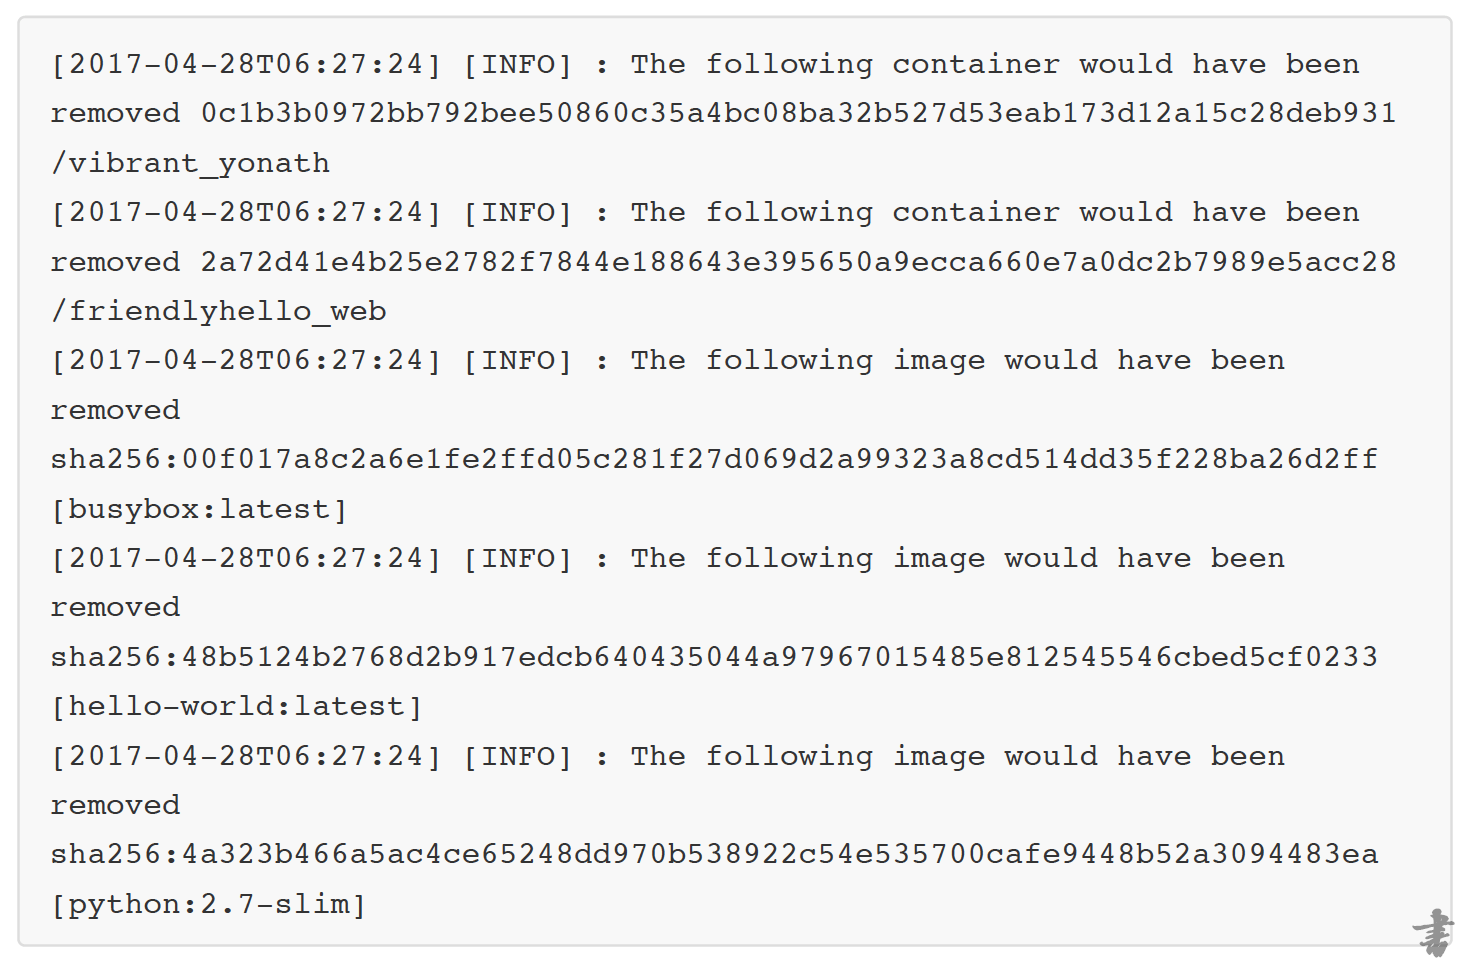 [2017-04-28T06:27:24] [INFO] : The following container would have been
removed 0c1b3b0972bb792bee50860c35a4bc08ba32b527d53eab173d12a15c28deb931
/vibrant_yonath
[2017-04-28T06:27:24] [INFO] : The following container would have been
removed 2a72d41e4b25e2782f7844e188643e395650a9ecca660e7a0dc2b7989e5acc28
/friendlyhello_web
[2017-04-28T06:27:24] [INFO] : The following image would have been
removed
sha256:00f017a8c2a6e1fe2ffd05c281f27d069d2a99323a8cd514dd35f228ba26d2ff
[busybox:latest]
[2017-04-28T06:27:24] [INFO] : The following image would have been
removed
sha256:48b5124b2768d2b917edcb640435044a97967015485e812545546cbed5cf0233
[hello-world:latest]
[2017-04-28T06:27:24] [INFO] : The following image would have been
removed
sha256:4a323b466a5ac4ce65248dd970b538922c54e535700cafe9448b52a3094483ea
[python:2.7-slim]
書